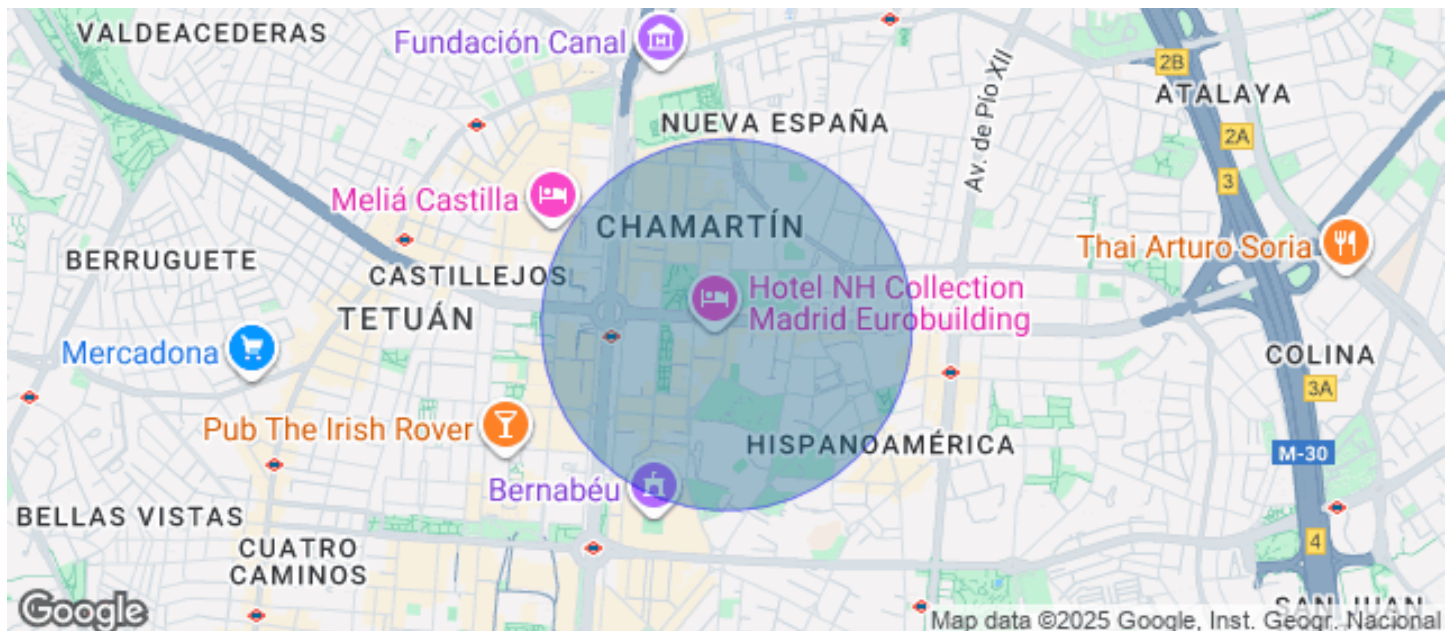 VALDEACEDERAS
Fundación Canal
2B
ATALAYA
NUEVA ESPAÑA
Av. de Pío XII
2A
3
Meliá Castilla
CHAMARTÍN
Thai Arturo Soria
BERRUGUETE
CASTILLEJOS
Hotel NH Collection
Madrid Eurobuilding
TETUÁN
Mercadona
COLINA
3A
Pub The Irish Rover
HISPANOAMÉRICA
M-30
Bernabéu
BELLAS VISTAS
CUATRO
CAMINOS
4
SAN JUAN
Google
Map data ©2025 Google, Inst. Geogr. Nacional